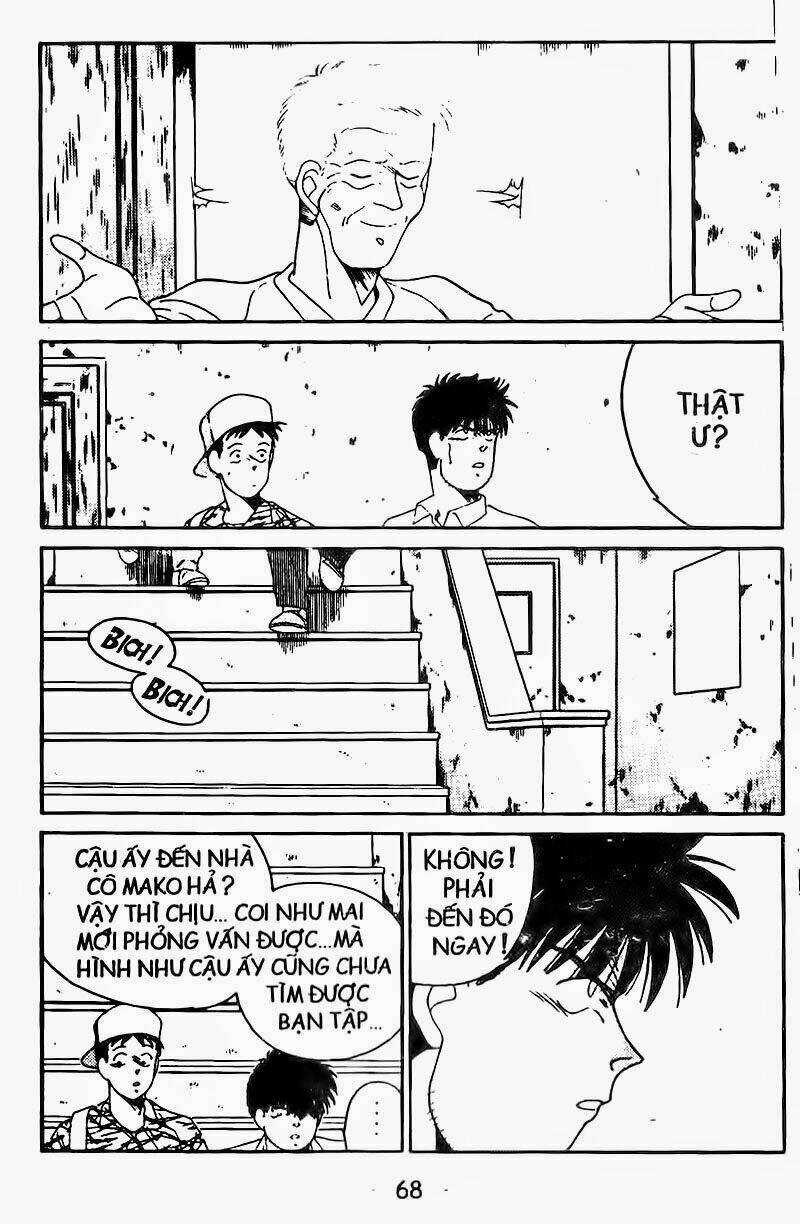 THẬT
Ư?
BỊCH!
BỊCH!
CẬU ẤY ĐẾN NHÀ
CÔ MAKO HẢ?
VẬY THÌ CHỊU... COI NHƯ MAI
MỚI PHỎNG VẤN ĐƯỢC...MÀ
HÌNH NHƯ CẬU ẤY CŨNG CHƯA
TÌM ĐƯỢC
BẠN TẬP...
......
KHÔNG!
PHẢI
ĐẾN ĐÓ
NGAY!
68